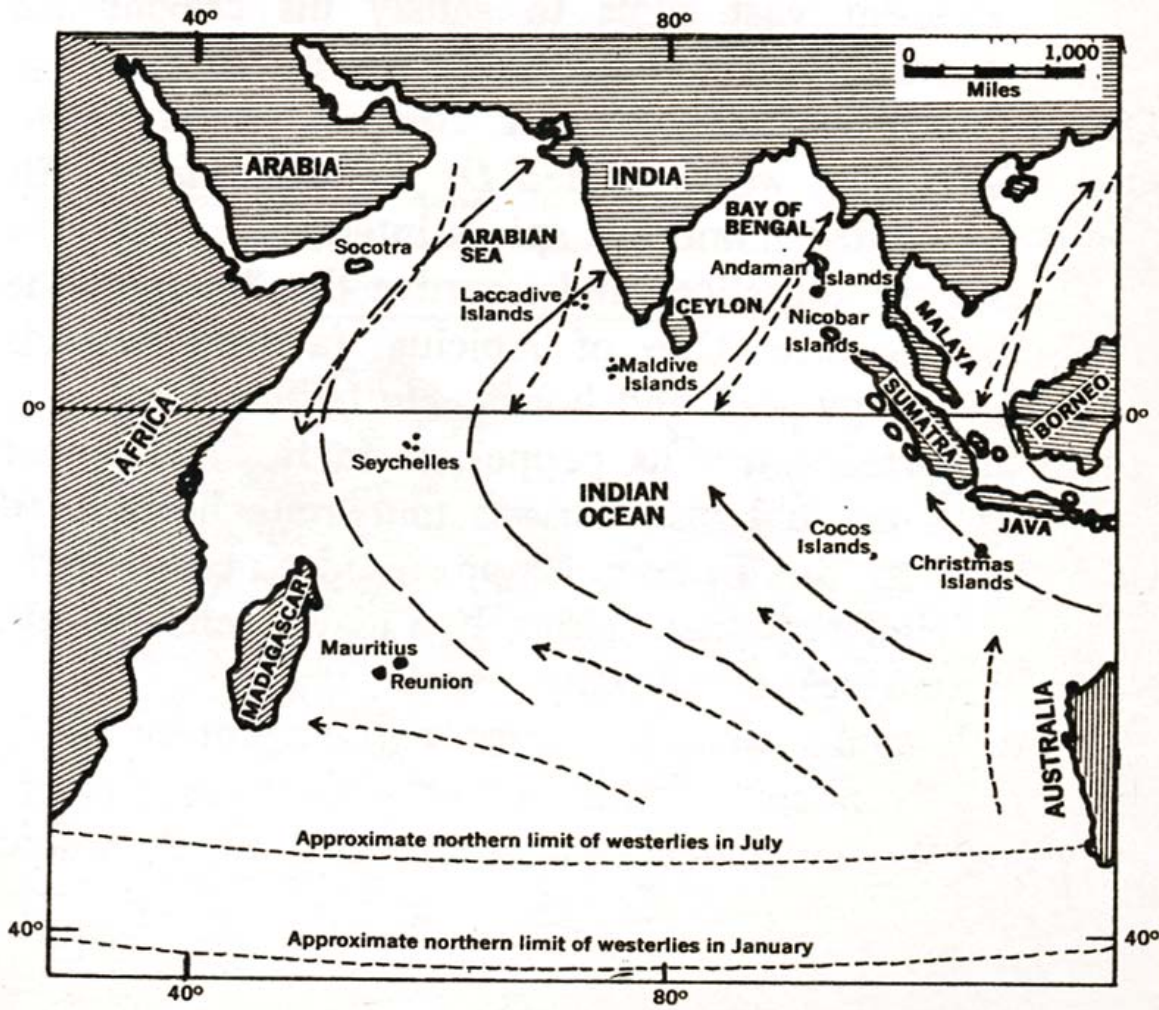 40°
80°
0
1,000
Miles
ARABIA
INDIA
BAY OF
BENGAL
Socotra
ARABIAN
SEA
Andaman
Islands
Laccadive
Islands
CEYLON
Nicobar
Islands
MALAYA
Maldive
Islands
0°
0°
AFRICA
SUMATRA
BORNEO
Seychelles
INDIAN
OCEAN
Cocos
Islands
JAVA
Christmas
Islands
MADAGASCAR
Mauritius
Reunion
AUSTRALIA
Approximate northern limit of westerlies in July
40°
Approximate northern limit of westerlies in January
40°
40°
80°